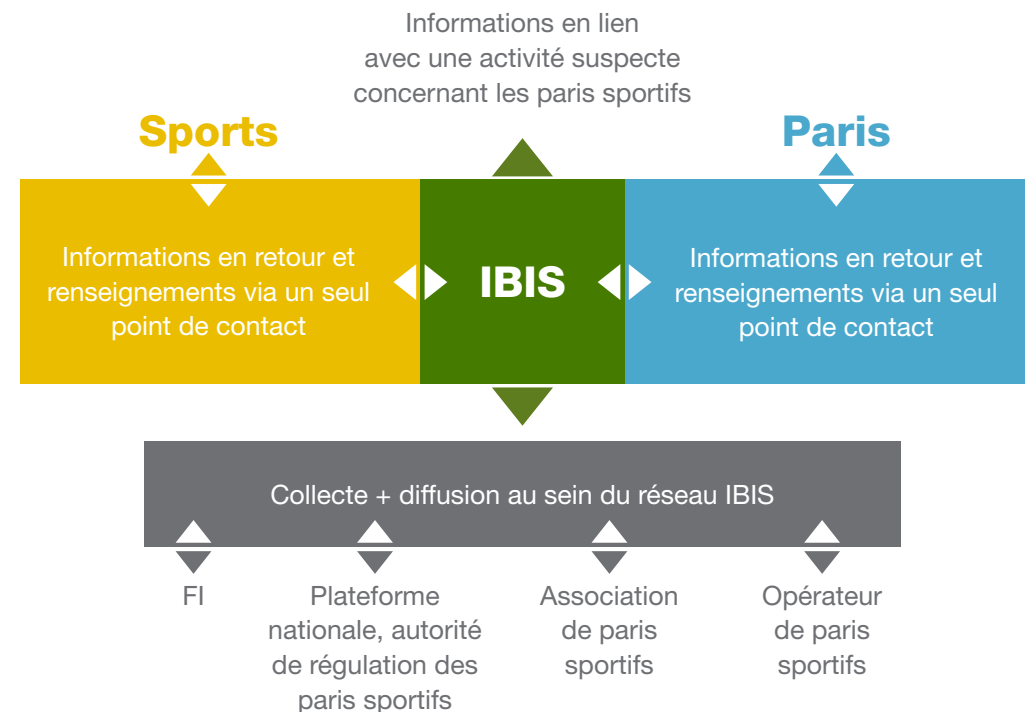 Informations en lien
avec une activité suspecte
concernant les paris sportifs
Sports
Paris
Informations en retour et
renseignements via un seul
point de contact
IBIS
Informations en retour et
renseignements via un seul
point de contact
Collecte + diffusion au sein du réseau IBIS
FI
Plateforme
nationale, autorité
de régulation des
paris sportifs
Association
de paris
sportifs
Opérateur
de paris
sportifs